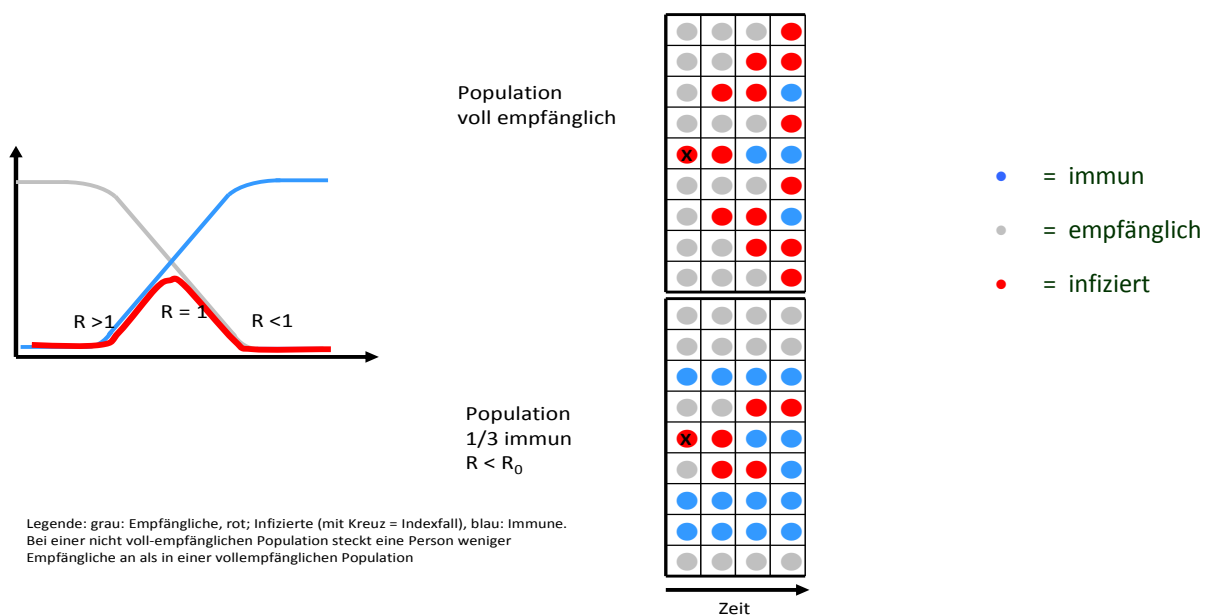 Population
voll empfänglich
x
= immun
= empfänglich
= infiziert
R >1
R = 1
R <1
Population
1/3 immun
R < R₀
x
Legende: grau: Empfängliche, rot; Infizierte (mit Kreuz = Indexfall), blau: Immune.
Bei einer nicht voll-empfänglichen Population steckt eine Person weniger
Empfängliche an als in einer vollempfänglichen Population
Zeit